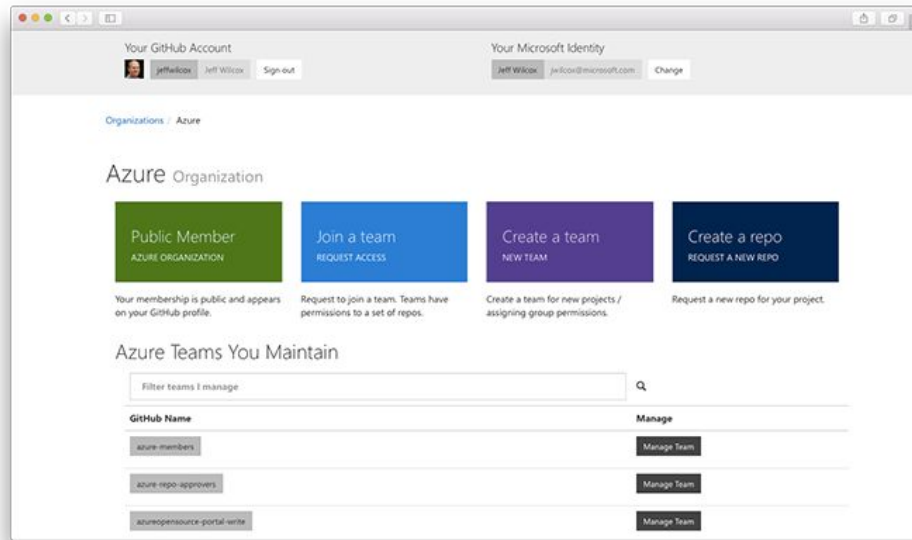 Your GitHub Account
jeffwilcox Jeff Wilcox Sign out
Your Microsoft Identity
Jeff Wilcox jwilcox@microsoft.com Change
Organizations / Azure
Azure Organization
Public Member
AZURE ORGANIZATION
Your membership is public and appears
on your GitHub profile.
Join a team
REQUEST ACCESS
Request to join a team. Teams have
permissions to a set of repos.
Create a team
NEW TEAM
Create a team for new projects /
assigning group permissions.
Create a repo
REQUEST A NEW REPO
Request a new repo for your project.
Azure Teams You Maintain
Filter teams I manage
GitHub Name Manage
azure-members Manage Team
azure-repo-approvers Manage Team
azureopensource-portal-write Manage Team